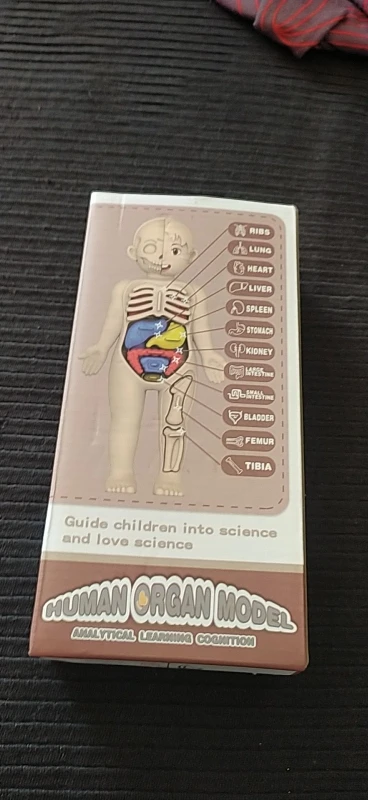 RIBS
LUNG
HEART
LIVER
SPLEEN
STOMACH
KIDNEY
LARGE
INTESTINE
SMALL
INTESTINE
BLADDER
FEMUR
TIBIA
Guide children into science
and love science
HUMAN ORGAN MODEL
ANALYTICAL LEARNING COGNITION